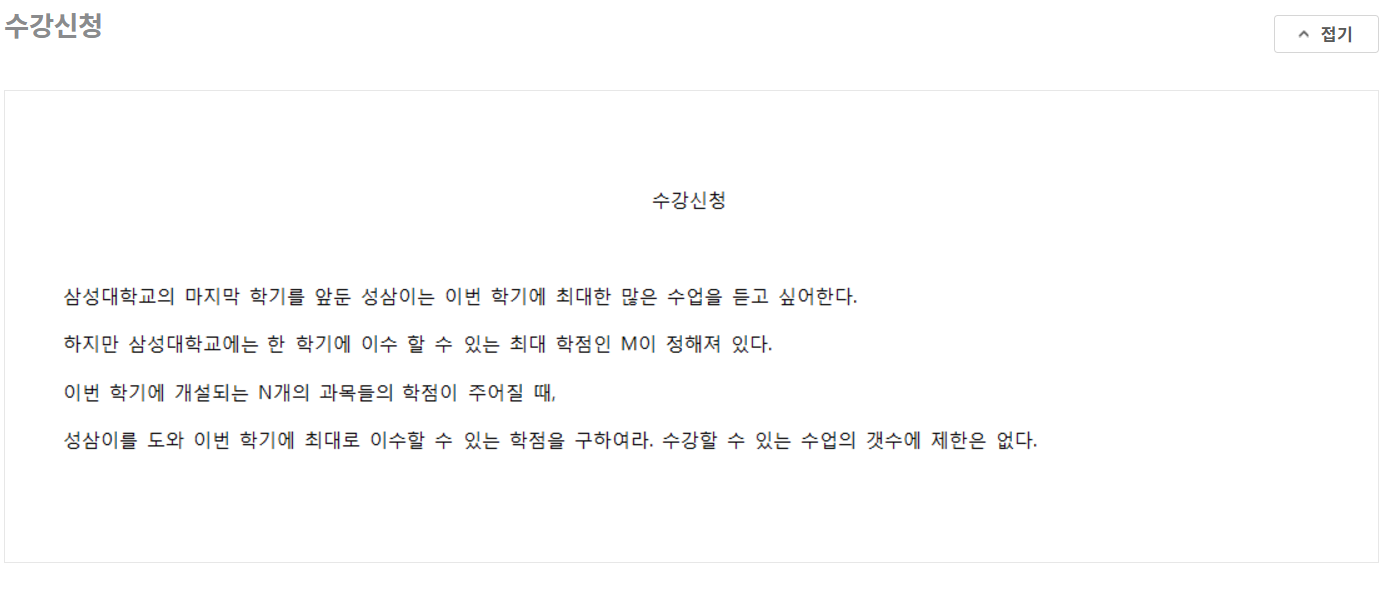 수강신청
접기
수강신청
삼성대학교의 마지막 학기를 앞둔 성삼이는 이번 학기에 최대한 많은 수업을 듣고 싶어한다.
하지만 삼성대학교에는 한 학기에 이수 할 수 있는 최대 학점인 M이 정해져 있다.
이번 학기에 개설되는 N개의 과목들의 학점이 주어질 때,
성삼이를 도와 이번 학기에 최대로 이수할 수 있는 학점을 구하여라. 수강할 수 있는 수업의 갯수에 제한은 없다.